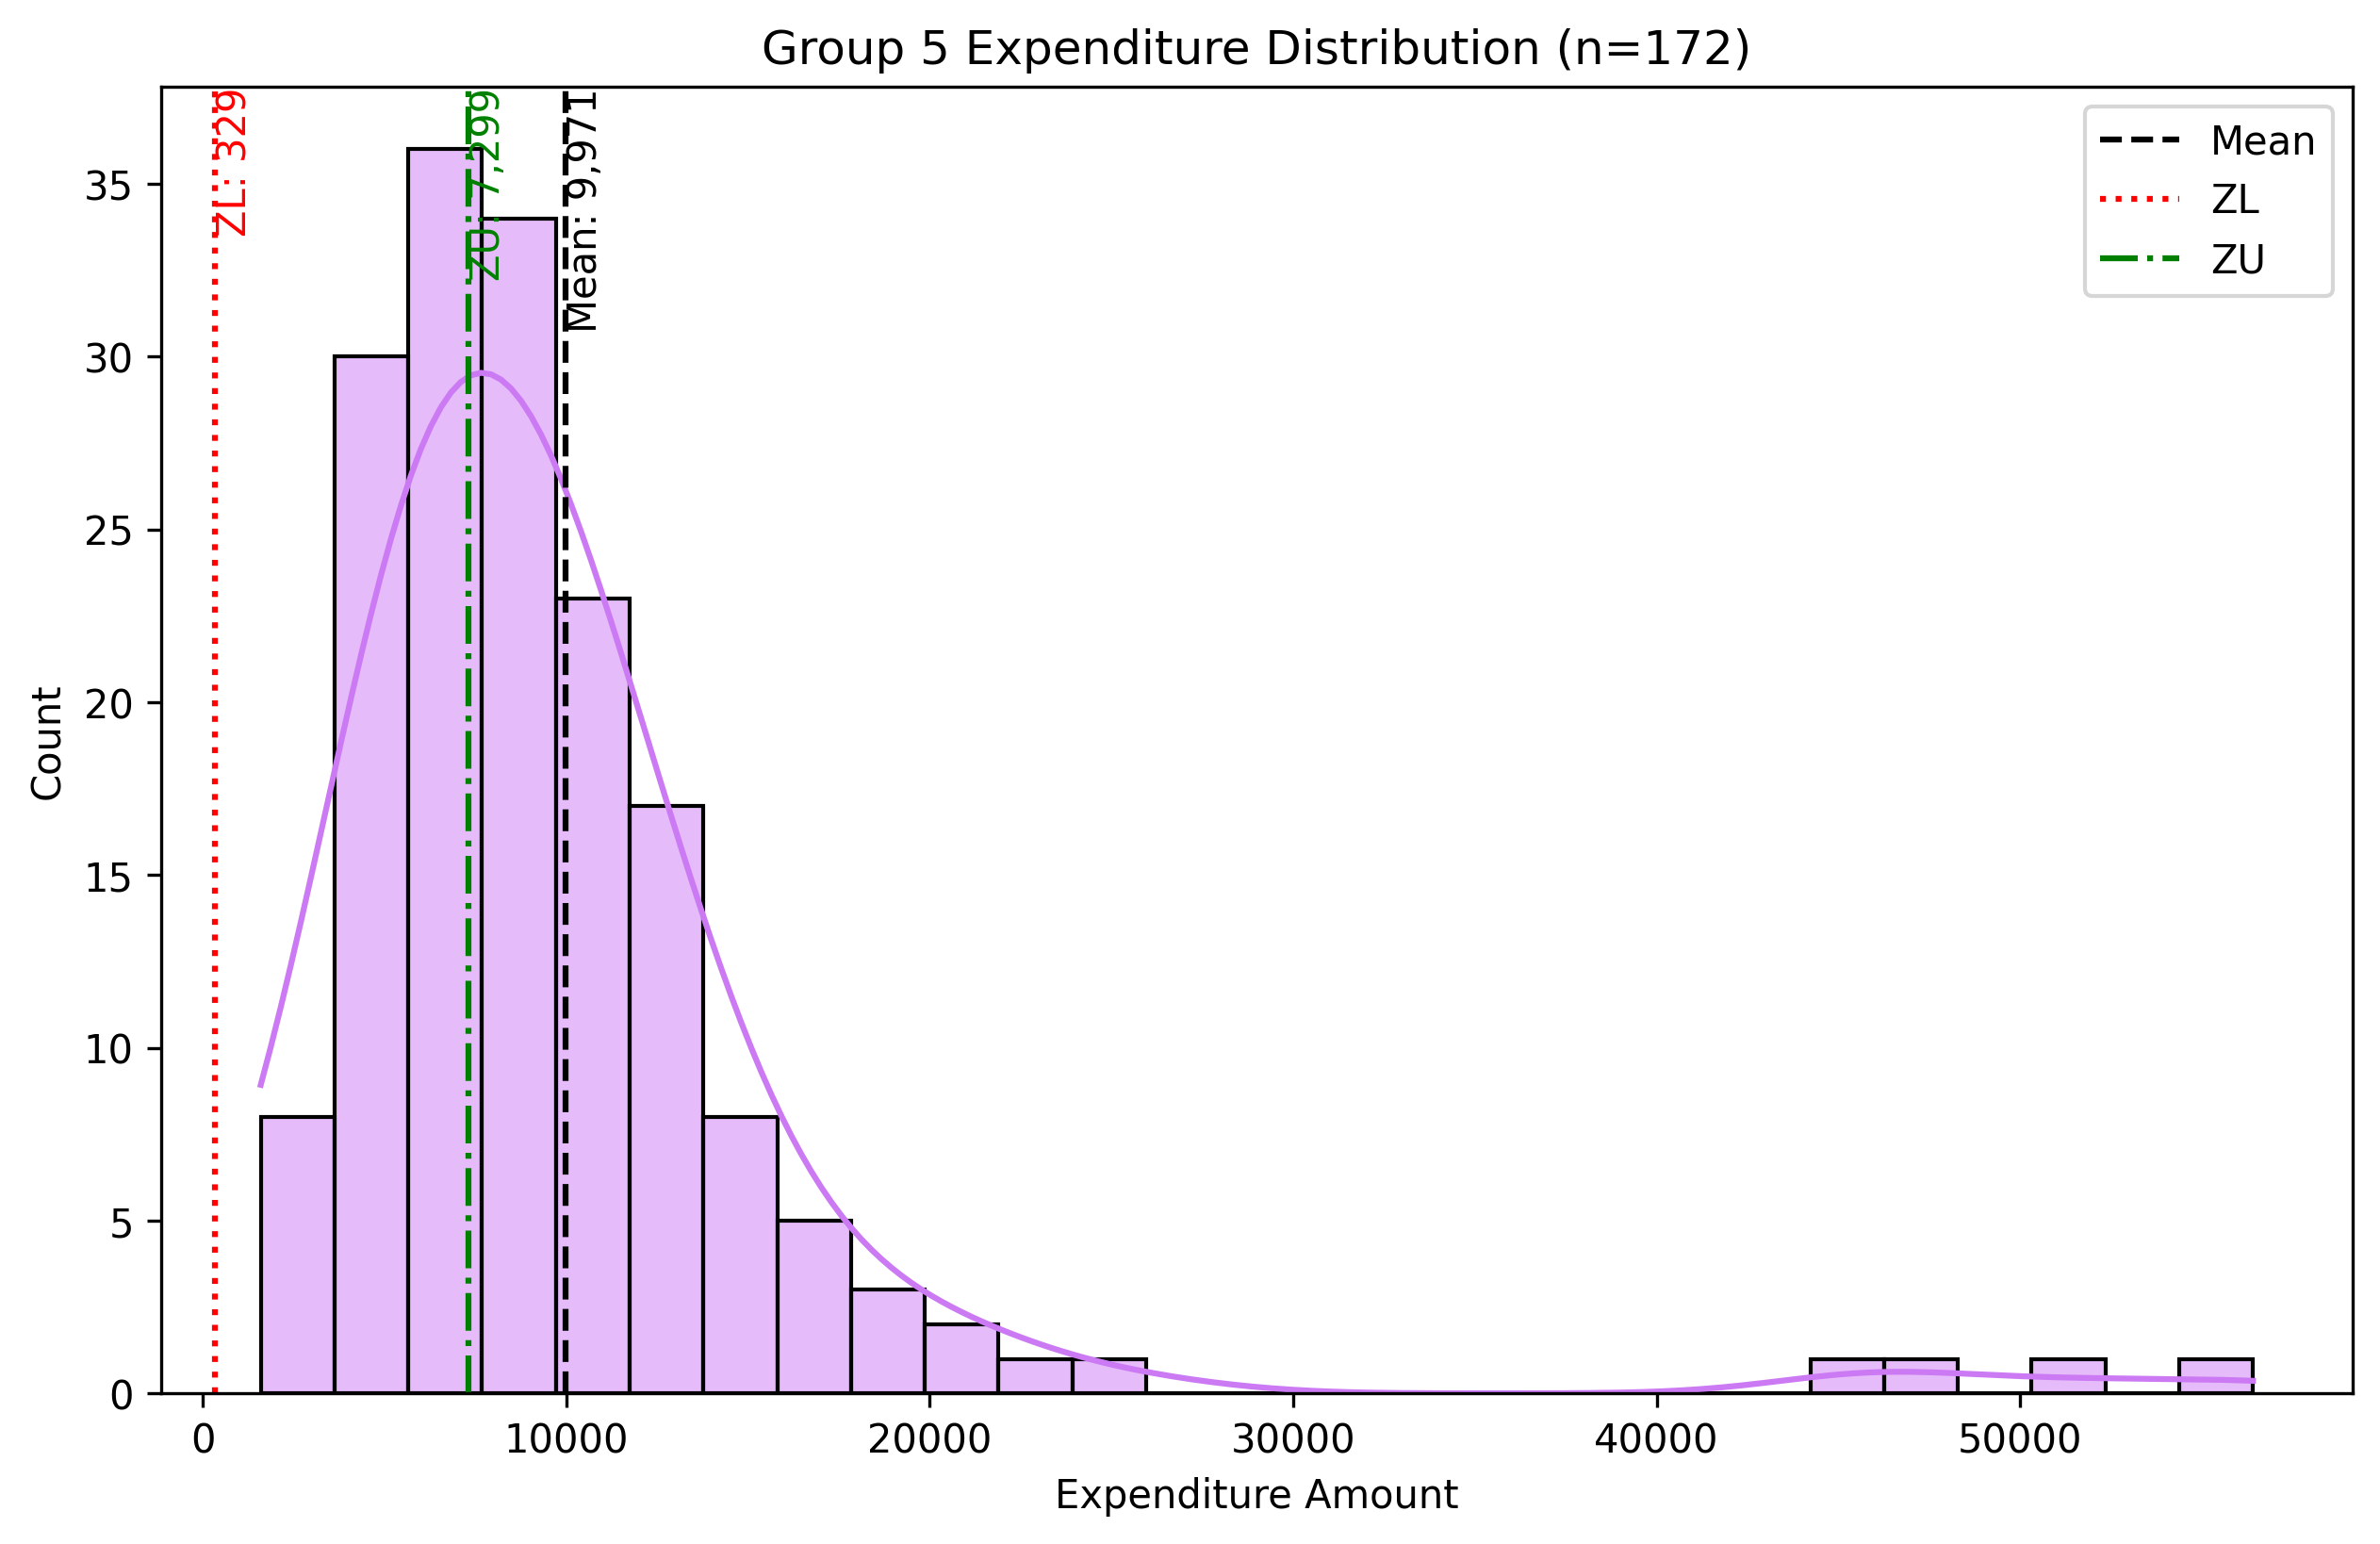 Group 5 Expenditure Distribution (n=172)
ZL: 329
ZU: 7,299
Mean: 9,971
Mean
ZL
ZU
35
30
25
20
15
10
5
0
Count
0 10000 20000 30000 40000 50000
Expenditure Amount